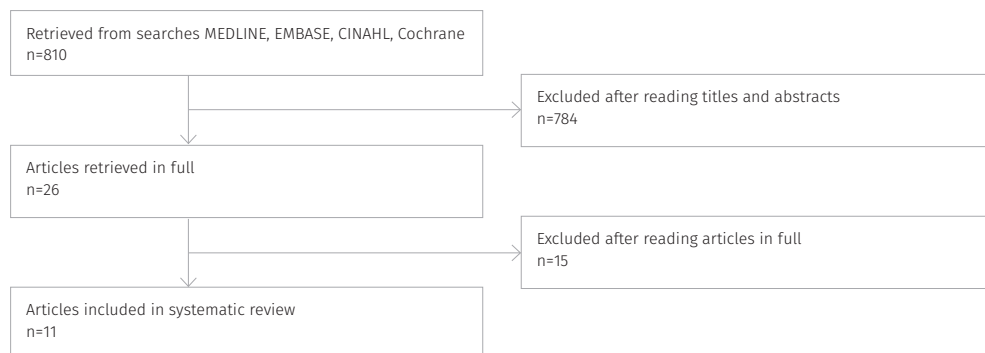 Retrieved from searches MEDLINE, EMBASE, CINAHL, Cochrane
n=810
Excluded after reading titles and abstracts
n=784
Articles retrieved in full
n=26
Excluded after reading articles in full
n=15
Articles included in systematic review
n=11